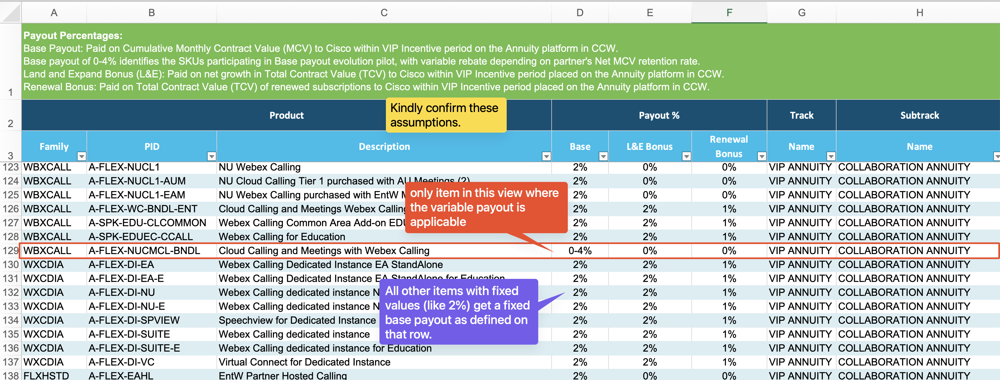 A B C D E F G H
1
Payout Percentages:
Base Payout: Paid on Cumulative Monthly Contract Value (MCV) to Cisco within VIP Incentive period on the Annuity platform in CCW.
Base payout of 0-4% identifies the SKUs participating in Base payout evolution pilot, with variable rebate depending on partner's Net MCV retention rate.
Land and Expand Bonus (L&E): Paid on net growth in Total Contract Value (TCV) to Cisco within VIP Incentive period placed on the Annuity platform in CCW.
Renewal Bonus: Paid on Total Contract Value (TCV) of renewed subscriptions to Cisco within VIP Incentive period placed on the Annuity platform in CCW.
Kindly confirm these
assumptions.
2 Product Payout % Track Subtrack
3 Family PID Description Base L&E Bonus Renewal
Bonus Name Name
123 WBXCALL A-FLEX-NUCL1 NU Webex Calling 2% 0% 0% VIP ANNUITY COLLABORATION ANNUITY
124 WBXCALL A-FLEX-NUCL1-AUM NU Cloud Calling Tier 1 purchased with AU Meetings (2) 2% 0% 0% VIP ANNUITY COLLABORATION ANNUITY
125 WBXCALL A-FLEX-NUCL1-EAM NU Webex Calling purchased with EntW 2% 0% 0% VIP ANNUITY COLLABORATION ANNUITY
126 WBXCALL A-FLEX-WC-BNDL-ENT Cloud Calling and Meetings Webex Calling 2% 2% 1% VIP ANNUITY COLLABORATION ANNUITY
127 WBXCALL A-SPK-EDU-CLCOMMON Webex Calling Common Area Add-on EDU 2% 2% 1% VIP ANNUITY COLLABORATION ANNUITY
128 WBXCALL A-SPK-EDUEC-CCALL Webex Calling for Education 2% 2% 1% VIP ANNUITY COLLABORATION ANNUITY
only item in this view where
the variable payout is
applicable
129 WBXCALL A-FLEX-NUCMCL-BNDL Cloud Calling and Meetings with Webex Calling 0-4% 0% 0% VIP ANNUITY COLLABORATION ANNUITY
130 WXCDIA A-FLEX-DI-EA Webex Calling Dedicated Instance EA StandAlone 2% 2% 1% VIP ANNUITY COLLABORATION ANNUITY
131 WXCDIA A-FLEX-DI-EA-E Webex Calling Dedicated Instance EA StandAlone for Education 2% 2% 1% VIP ANNUITY COLLABORATION ANNUITY
132 WXCDIA A-FLEX-DI-NU Webex Calling dedicated instance 2% 2% 1% VIP ANNUITY COLLABORATION ANNUITY
133 WXCDIA A-FLEX-DI-NU-E Webex Calling dedicated instance 2% 2% 1% VIP ANNUITY COLLABORATION ANNUITY
134 WXCDIA A-FLEX-DI-SPVIEW Speechview for Dedicated Instance 2% 2% 1% VIP ANNUITY COLLABORATION ANNUITY
135 WXCDIA A-FLEX-DI-SUITE Webex Calling dedicated instance 2% 2% 1% VIP ANNUITY COLLABORATION ANNUITY
136 WXCDIA A-FLEX-DI-SUITE-E Webex Calling dedicated instance for Education 2% 2% 1% VIP ANNUITY COLLABORATION ANNUITY
All other items with fixed
values (like 2%) get a fixed
base payout as defined on
that row.
137 WXCDIA A-FLEX-DI-VC Virtual Connect for Dedicated Instance 2% 2% 1% VIP ANNUITY COLLABORATION ANNUITY
138 FLXHSTD A-FLEX-EAHL EntW Partner Hosted Calling 2% 0% 0% VIP ANNUITY COLLABORATION ANNUITY